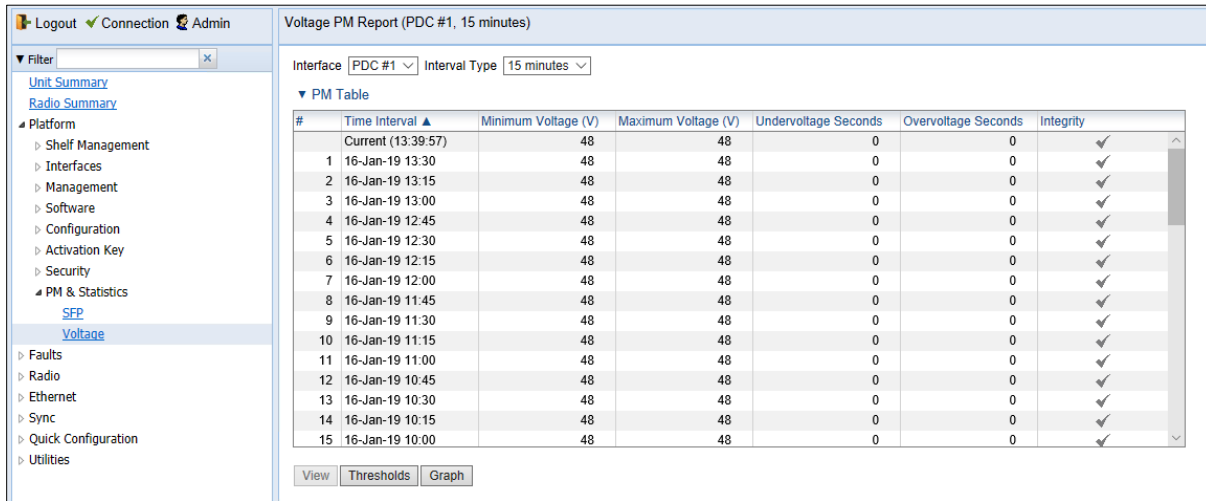 Logout Connection Admin
Filter
Unit Summary
Radio Summary
Platform
Shelf Management
Interfaces
Management
Software
Configuration
Activation Key
Security
PM & Statistics
SFP
Voltage
Faults
Radio
Ethernet
Sync
Quick Configuration
Utilities
Voltage PM Report (PDC #1, 15 minutes)
Interface PDC #1 Interval Type 15 minutes
PM Table
# Time Interval ▲ Minimum Voltage (V) Maximum Voltage (V) Undervoltage Seconds Overvoltage Seconds Integrity
Current (13:39:57) 48 48 0 0
1 16-Jan-19 13:30 48 48 0 0
2 16-Jan-19 13:15 48 48 0 0
3 16-Jan-19 13:00 48 48 0 0
4 16-Jan-19 12:45 48 48 0 0
5 16-Jan-19 12:30 48 48 0 0
6 16-Jan-19 12:15 48 48 0 0
7 16-Jan-19 12:00 48 48 0 0
8 16-Jan-19 11:45 48 48 0 0
9 16-Jan-19 11:30 48 48 0 0
10 16-Jan-19 11:15 48 48 0 0
11 16-Jan-19 11:00 48 48 0 0
12 16-Jan-19 10:45 48 48 0 0
13 16-Jan-19 10:30 48 48 0 0
14 16-Jan-19 10:15 48 48 0 0
15 16-Jan-19 10:00 48 48 0 0
View Thresholds Graph